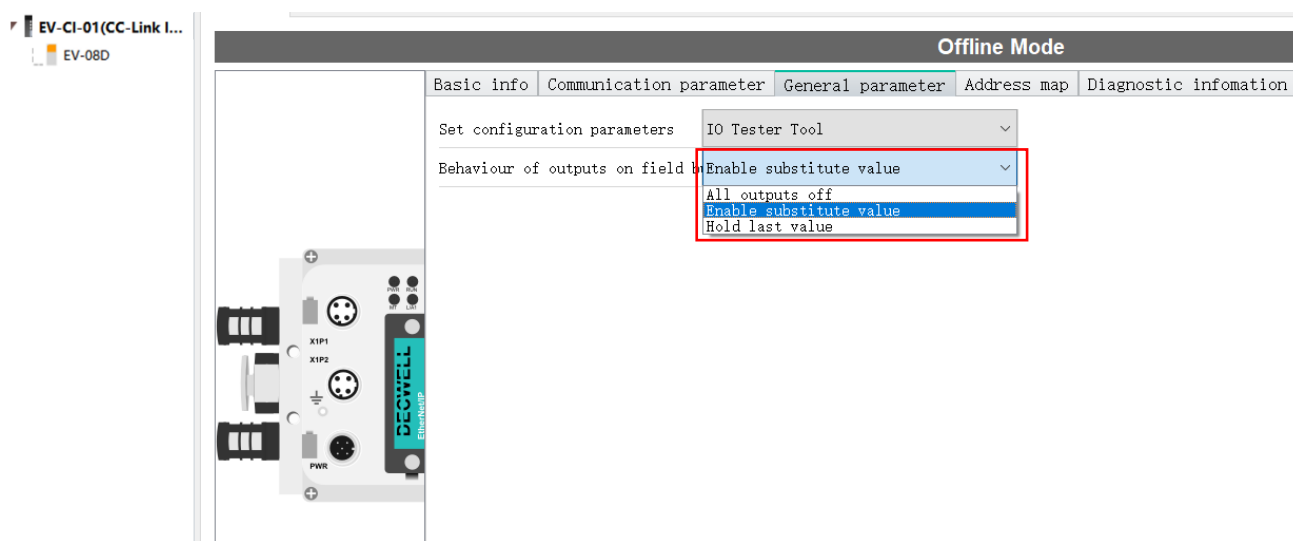 EV-CI-01(CC-Link I...
EV-08D
Offline Mode
Basic info
Communication parameter
General parameter
Address map
Diagnostic infomation
Set configuration parameters
IO Tester Tool
Behaviour of outputs on field b
Enable substitute value
All outputs off
Enable substitute value
Hold last value
PWR
RUN
X1P1
X1P2
DECWELL
EtherNet/IP
PWR